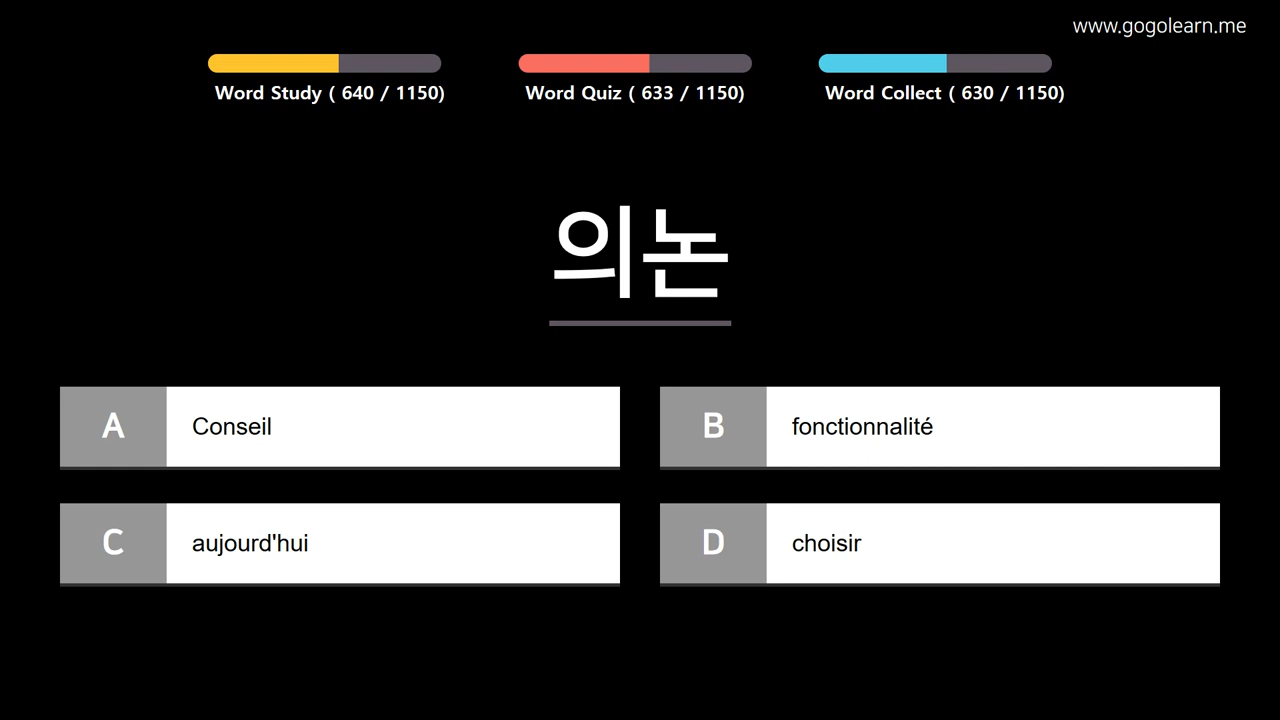 www.gogolearn.me
Word Study ( 640 / 1150)
Word Quiz ( 633 / 1150)
Word Collect ( 630 / 1150)
의논
A Conseil
B fonctionnalité
C aujourd'hui
D choisir